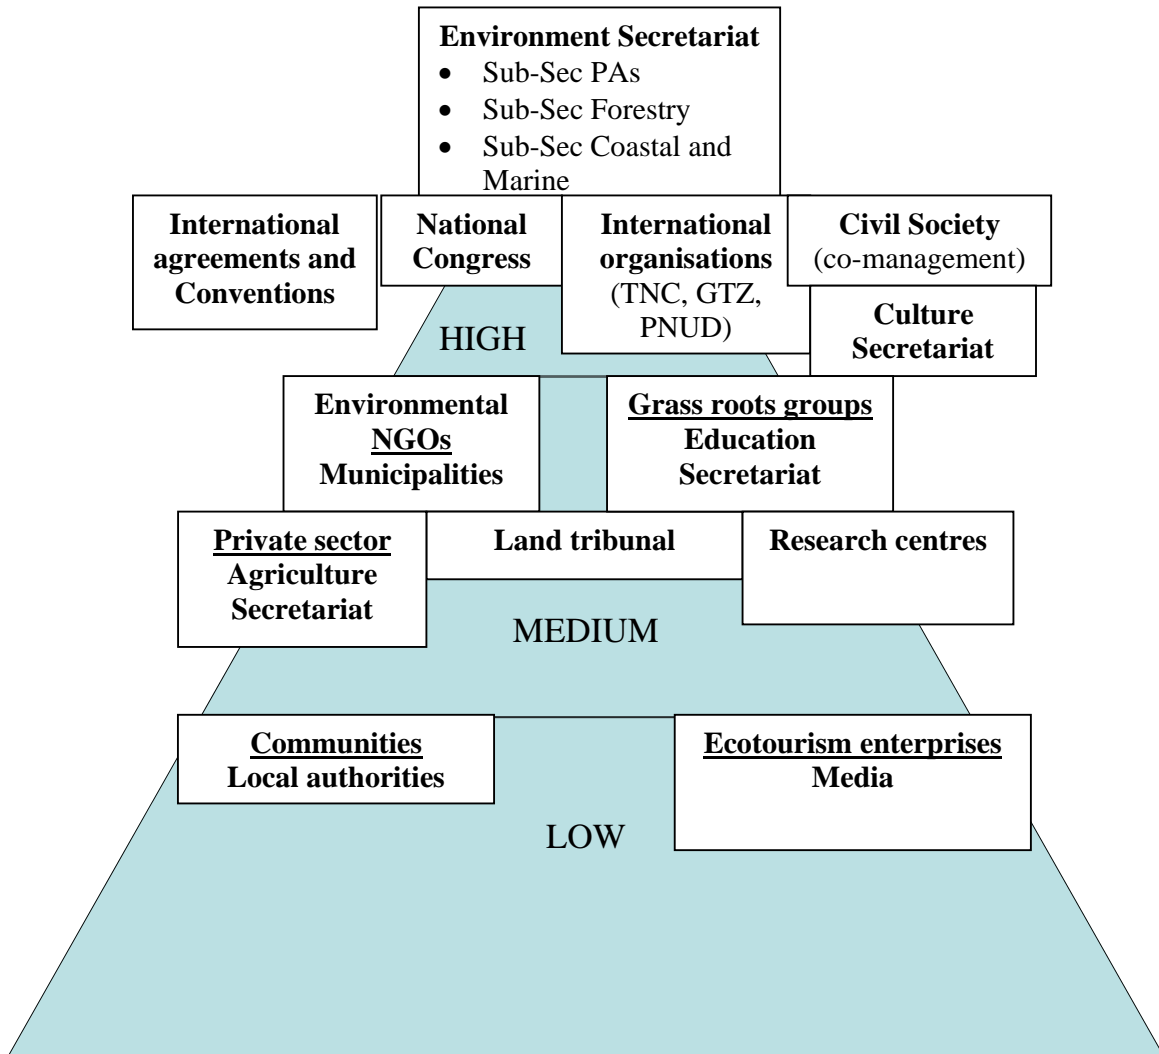 Environment Secretariat
• Sub-Sec PAs
• Sub-Sec Forestry
• Sub-Sec Coastal and
Marine
International
agreements and
Conventions
National
Congress
International
organisations
(TNC, GTZ,
PNUD)
Civil Society
(co-management)
Culture
Secretariat
HIGH
Environmental
NGOs
Municipalities
Grass roots groups
Education
Secretariat
Private sector
Agriculture
Secretariat
Land tribunal
Research centres
MEDIUM
Communities
Local authorities
Ecotourism enterprises
Media
LOW